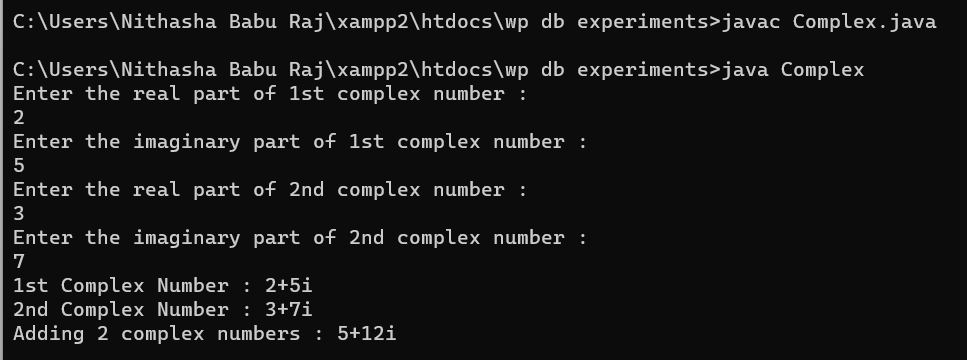 C:\Users\Nithasha Babu Raj\xampp2\htdocs\wp db experiments>javac Complex.java
C:\Users\Nithasha Babu Raj\xampp2\htdocs\wp db experiments>java Complex
Enter the real part of 1st complex number :
2
Enter the imaginary part of 1st complex number :
5
Enter the real part of 2nd complex number :
3
Enter the imaginary part of 2nd complex number :
7
1st Complex Number : 2+5i
2nd Complex Number : 3+7i
Adding 2 complex numbers : 5+12i